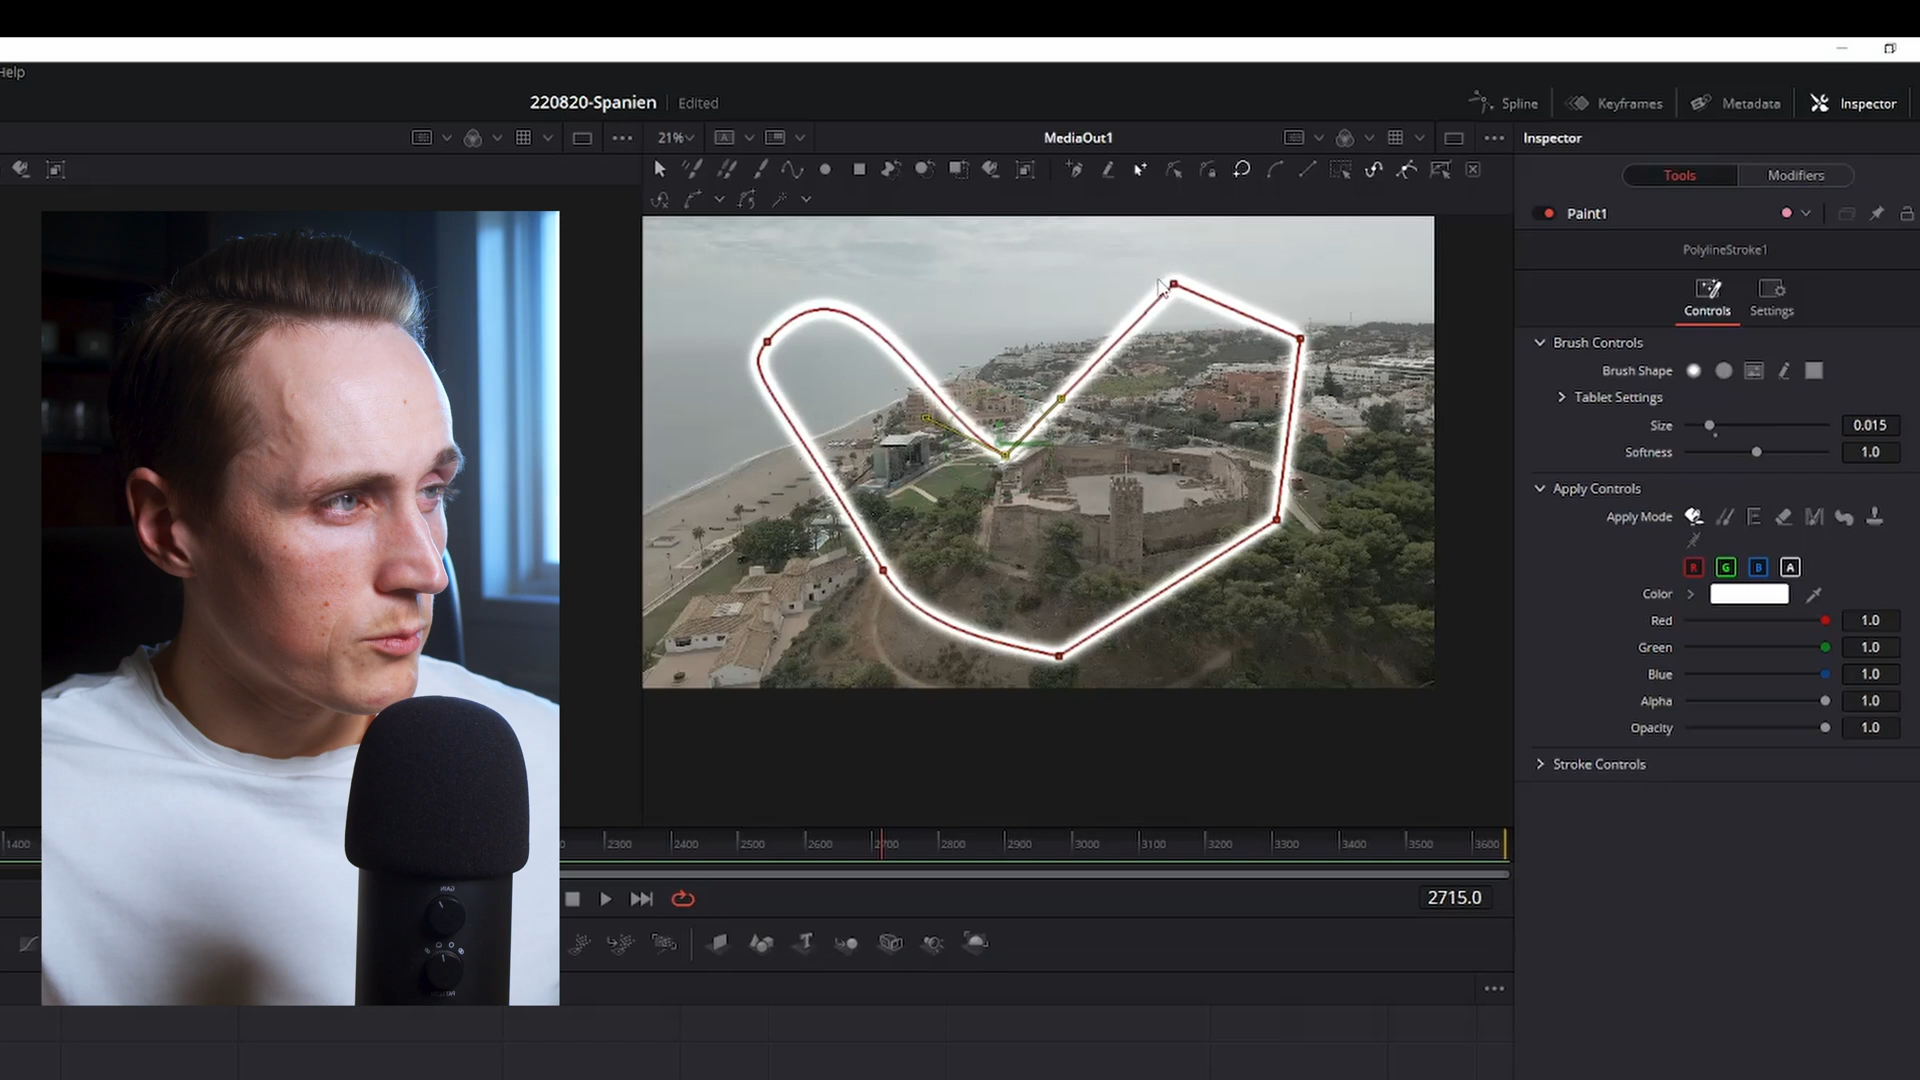 Help
220820-Spanien
Edited
Spline
Keyframes
Metadata
Inspector
21%
MediaOut1
Inspector
Tools
Modifiers
Paint1
PolylineStroke1
Controls
Settings
Brush Controls
Brush Shape
Tablet Settings
Size
0.015
Softness
1.0
Apply Controls
Apply Mode
R G B A
Color
Red
1.0
Green
1.0
Blue
1.0
Alpha
1.0
Opacity
1.0
Stroke Controls
1400
2300
2400
2500
2600
2700
2800
2900
3000
3100
3200
3300
3400
3500
3600
2715.0
GAIN